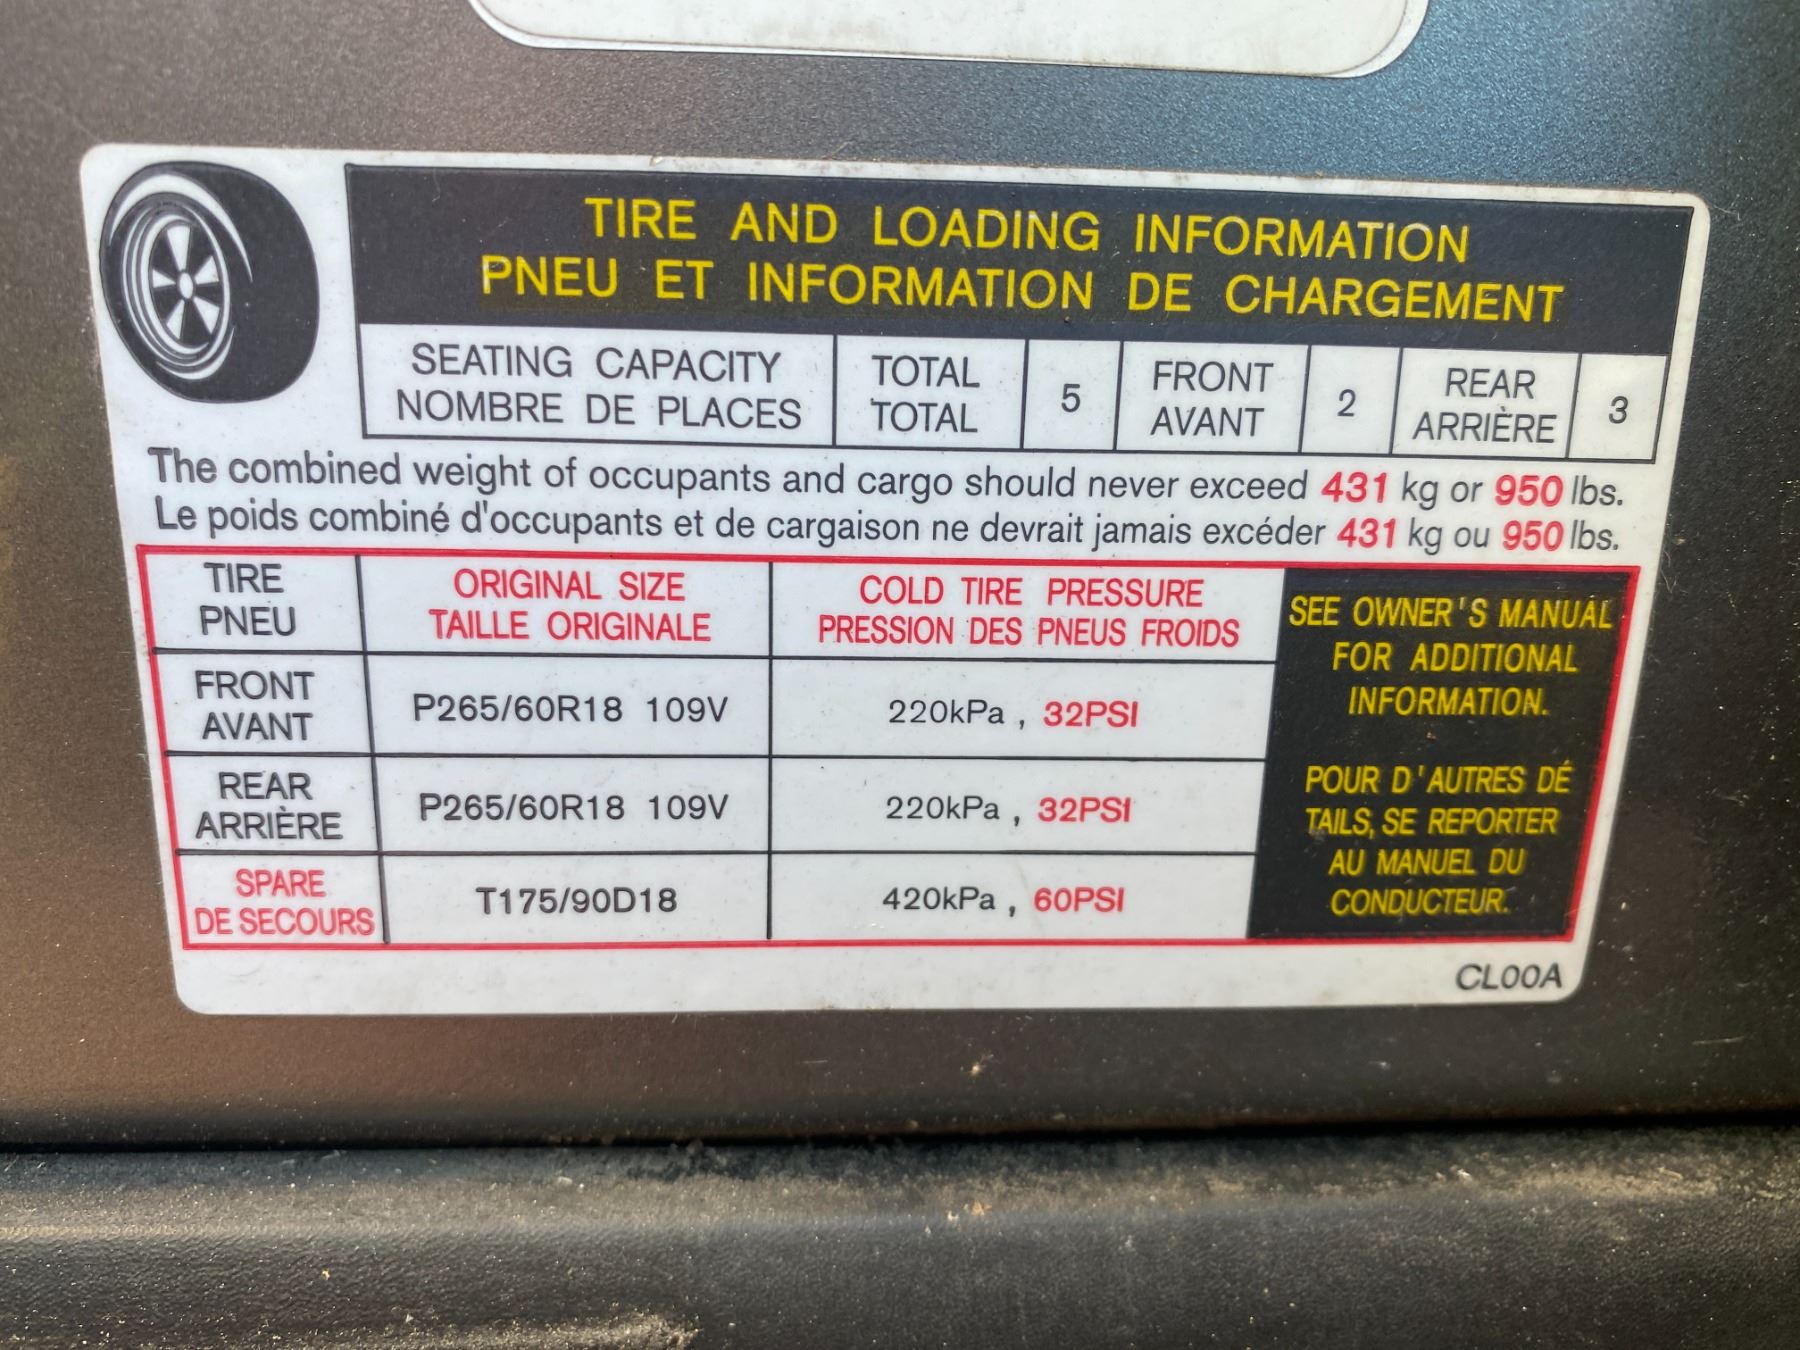 TIRE AND LOADING INFORMATION
PNEU ET INFORMATION DE CHARGEMENT
SEATING CAPACITY
NOMBRE DE PLACES
TOTAL
TOTAL
5
FRONT
AVANT
2
REAR
ARRIÈRE
3
The combined weight of occupants and cargo should never exceed 431 kg or 950 lbs.
Le poids combiné d'occupants et de cargaison ne devrait jamais excéder 431 kg ou 950 lbs.
TIRE
PNEU
ORIGINAL SIZE
TAILLE ORIGINALE
COLD TIRE PRESSURE
PRESSION DES PNEUS FROIDS
FRONT
AVANT
P265/60R18 109V
220kPa , 32PSI
REAR
ARRIÈRE
P265/60R18 109V
220kPa , 32PSI
SPARE
DE SECOURS
T175/90D18
420kPa , 60PSI
SEE OWNER'S MANUAL
FOR ADDITIONAL
INFORMATION.
POUR D'AUTRES DÉ
TAILS, SE REPORTER
AU MANUEL DU
CONDUCTEUR.
CL00A